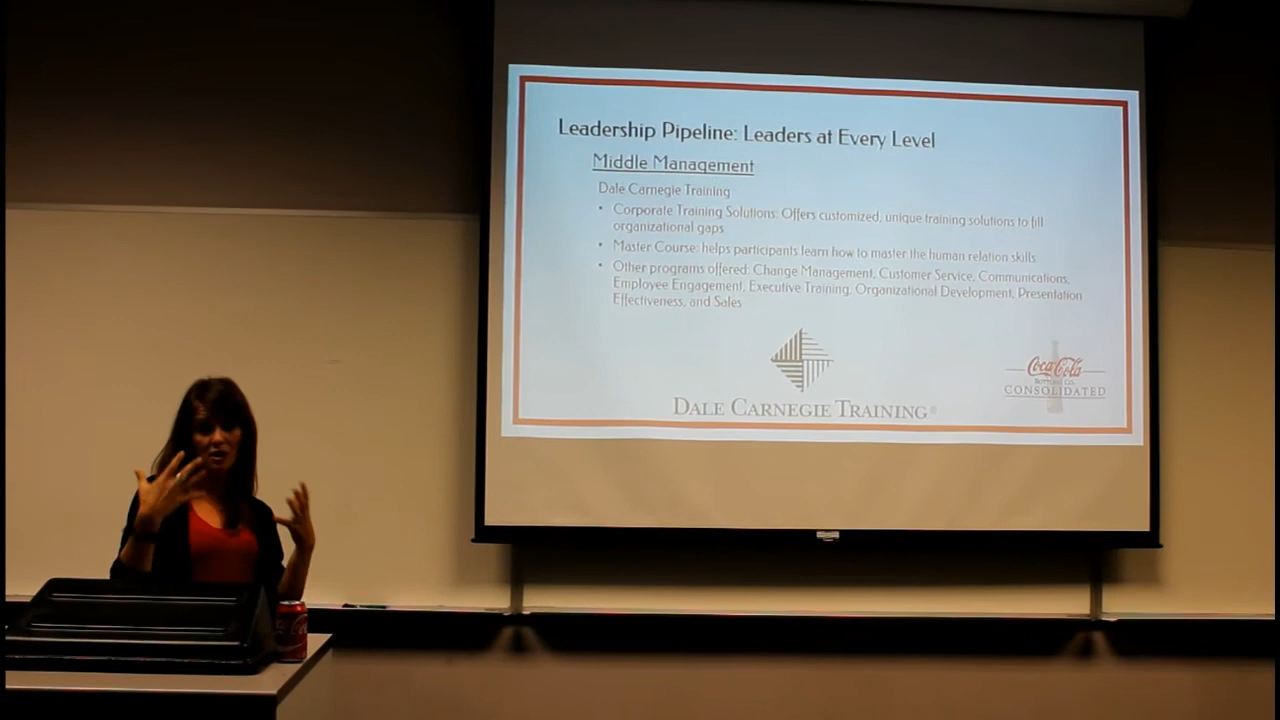 Leadership Pipeline: Leaders at Every Level
Middle Management
Dale Carnegie Training
• Corporate Training Solutions: Offers customized, unique training solutions to fill
organizational gaps
• Master Course: helps participants learn how to master the human relation skills
• Other programs offered: Change Management, Customer Service, Communications,
Employee Engagement, Executive Training, Organizational Development, Presentation
Effectiveness, and Sales
DALE CARNEGIE TRAINING®
Coca-Cola
BOTTLING CO.
CONSOLIDATED